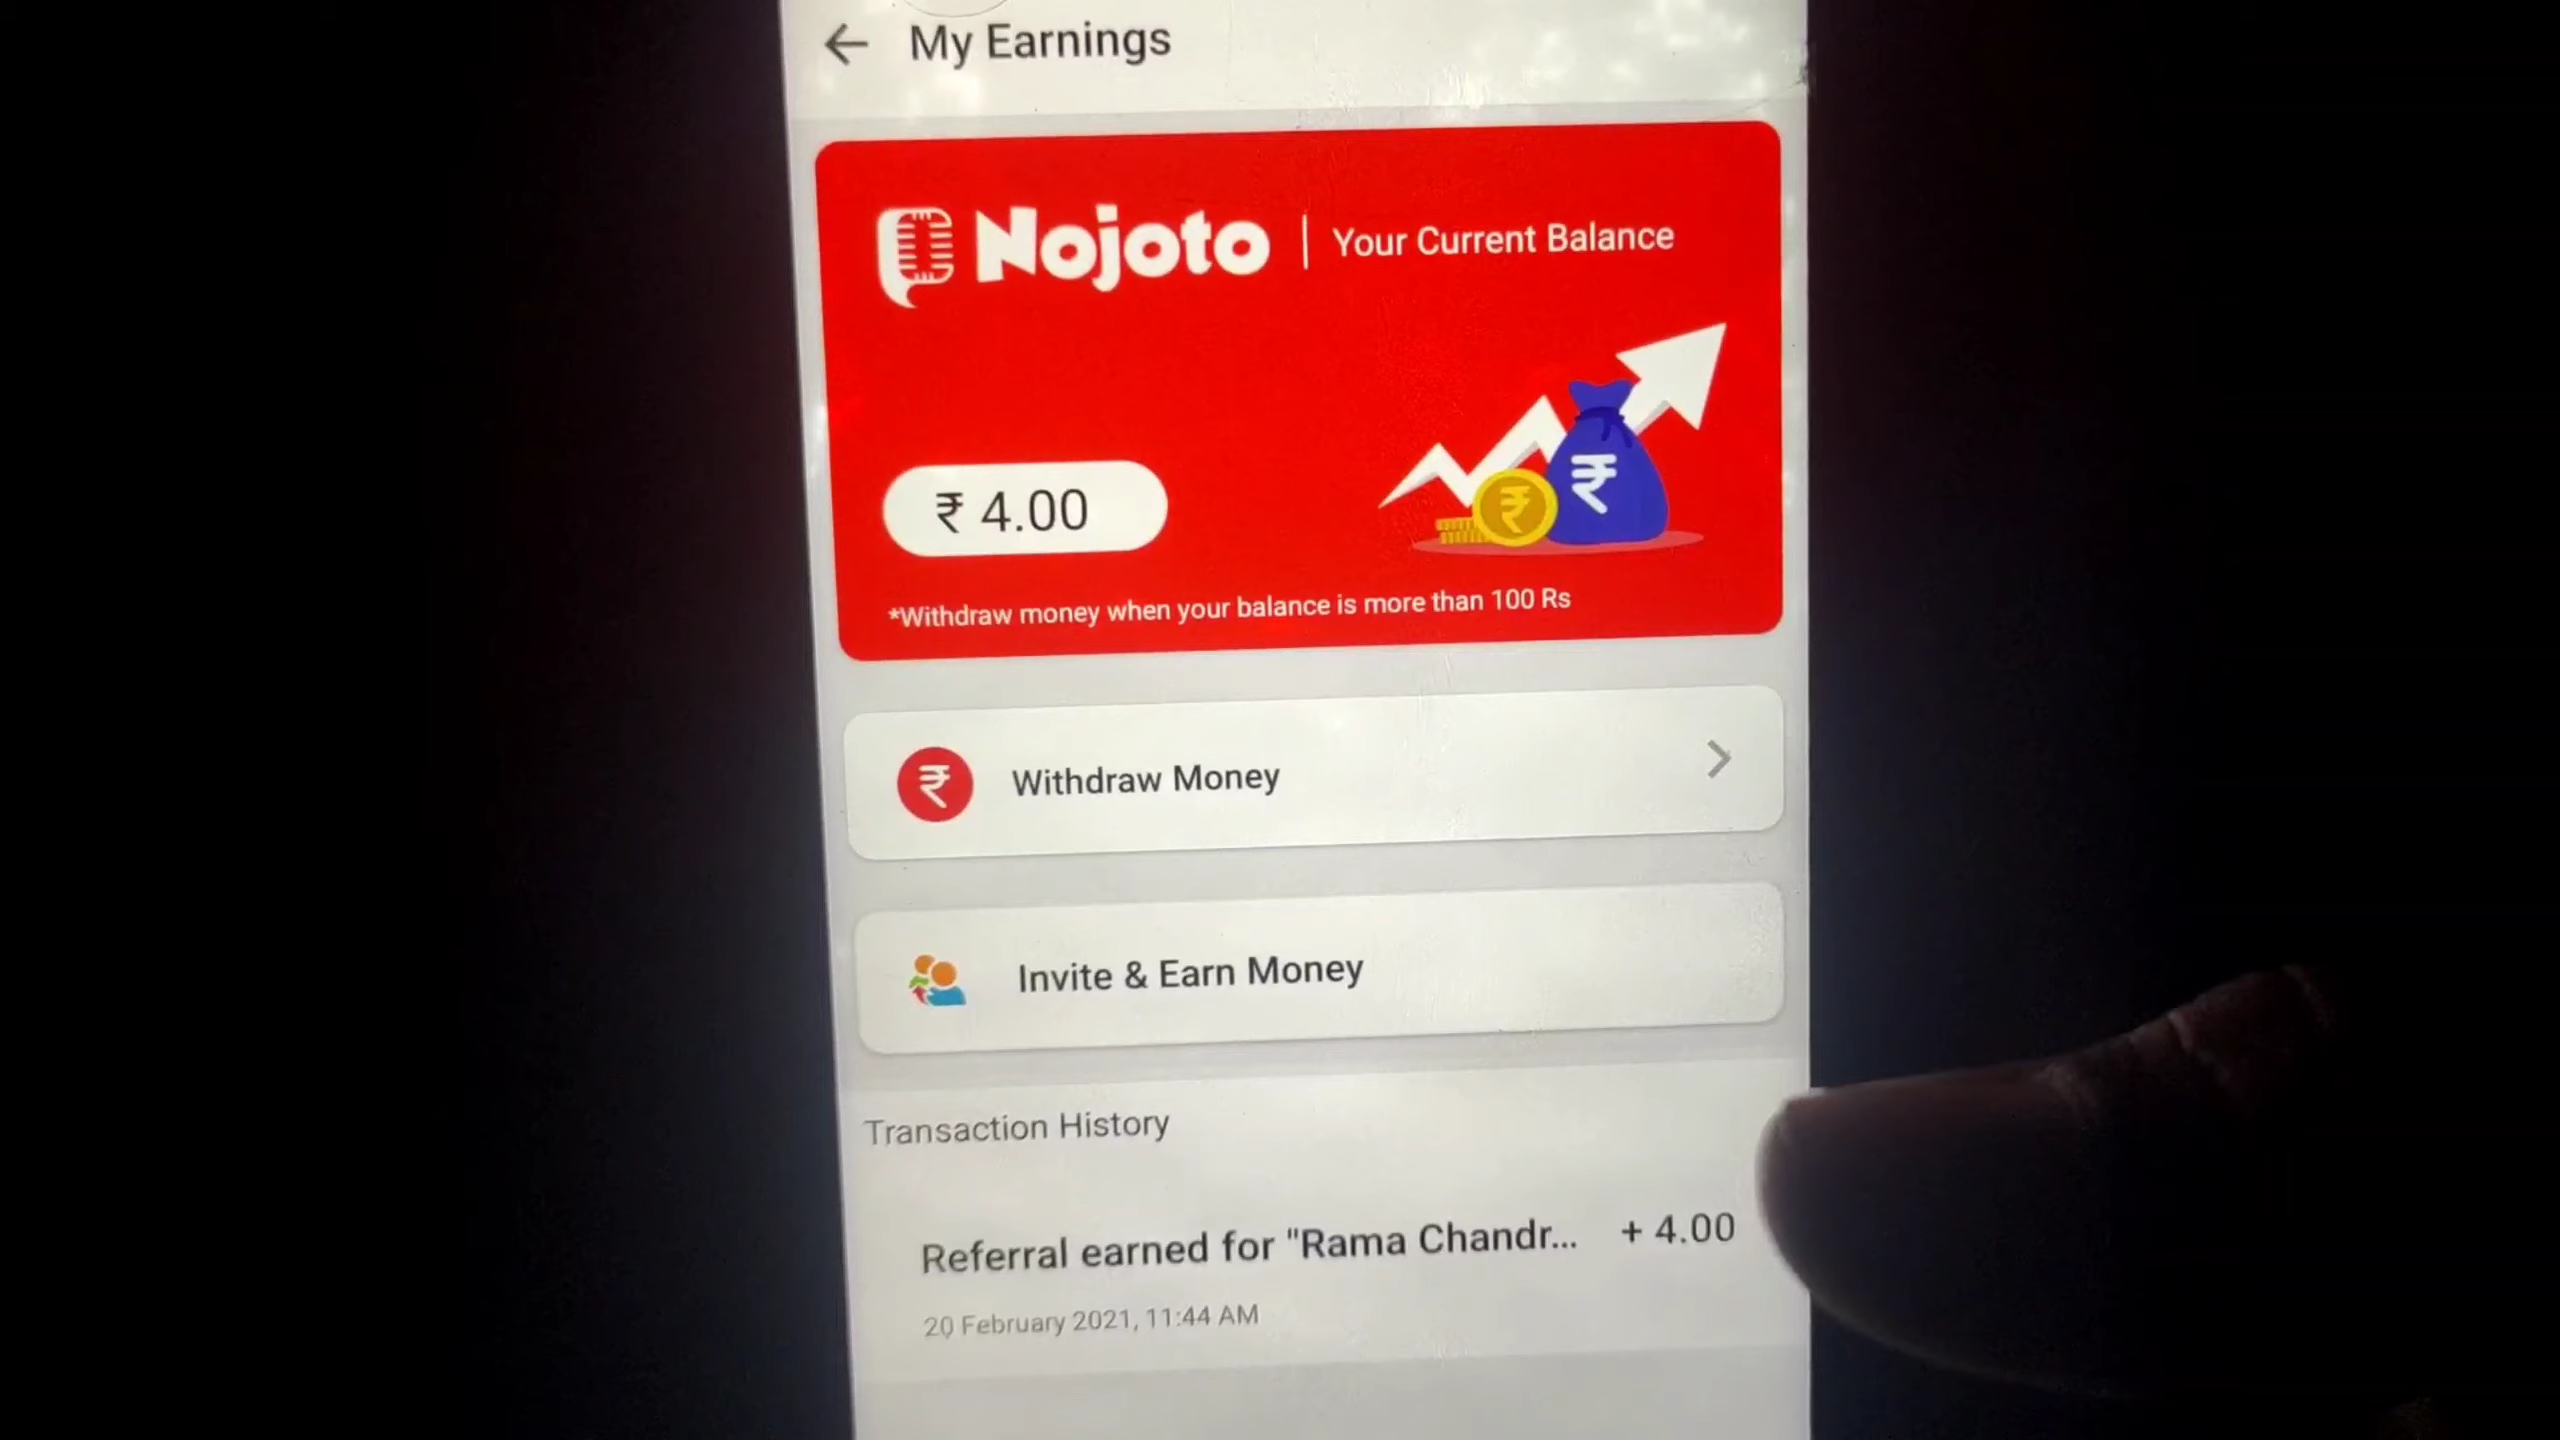 My Earnings
Nojoto | Your Current Balance
₹ 4.00
*Withdraw money when your balance is more than 100 Rs
Withdraw Money
Invite & Earn Money
Transaction History
Referral earned for "Rama Chandr... + 4.00
20 February 2021, 11:44 AM